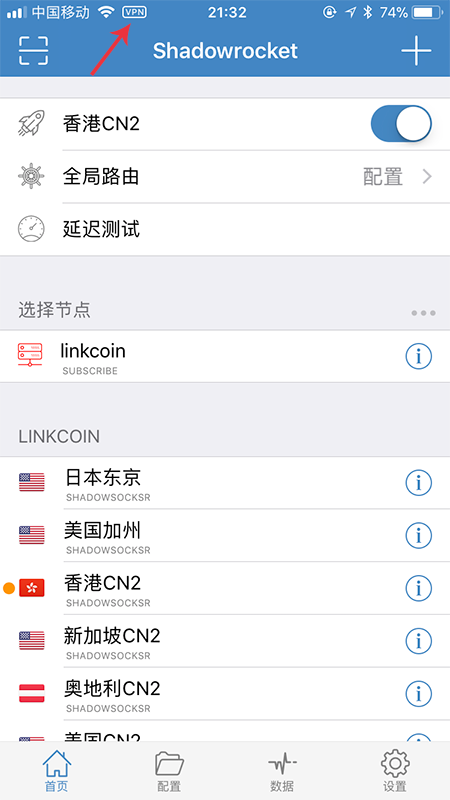 中国移动 VPN 21:32 74%
Shadowrocket
香港CN2
全局路由 配置
延迟测试
选择节点
linkcoin
SUBSCRIBE
LINKCOIN
日本东京
SHADOWSOCKSR
美国加州
SHADOWSOCKSR
香港CN2
SHADOWSOCKSR
新加坡CN2
SHADOWSOCKSR
奥地利CN2
SHADOWSOCKSR
美国CN2
首页 配置 数据 设置